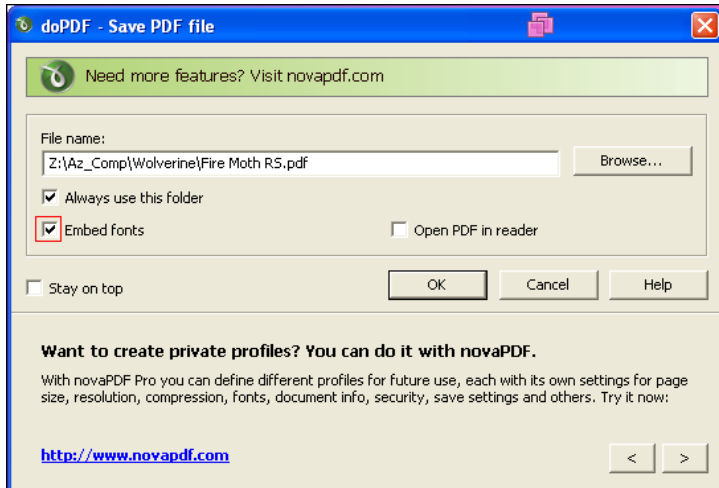 doPDF - Save PDF file
Need more features? Visit novapdf.com
File name:
Z:\Az_Comp\Wolverine\Fire Moth RS.pdf
Browse...
Always use this folder
Embed fonts
Open PDF in reader
Stay on top
OK
Cancel
Help
Want to create private profiles? You can do it with novaPDF.
With novaPDF Pro you can define different profiles for future use, each with its own settings for page
size, resolution, compression, fonts, document info, security, save settings and others. Try it now:
http://www.novapdf.com
<
>